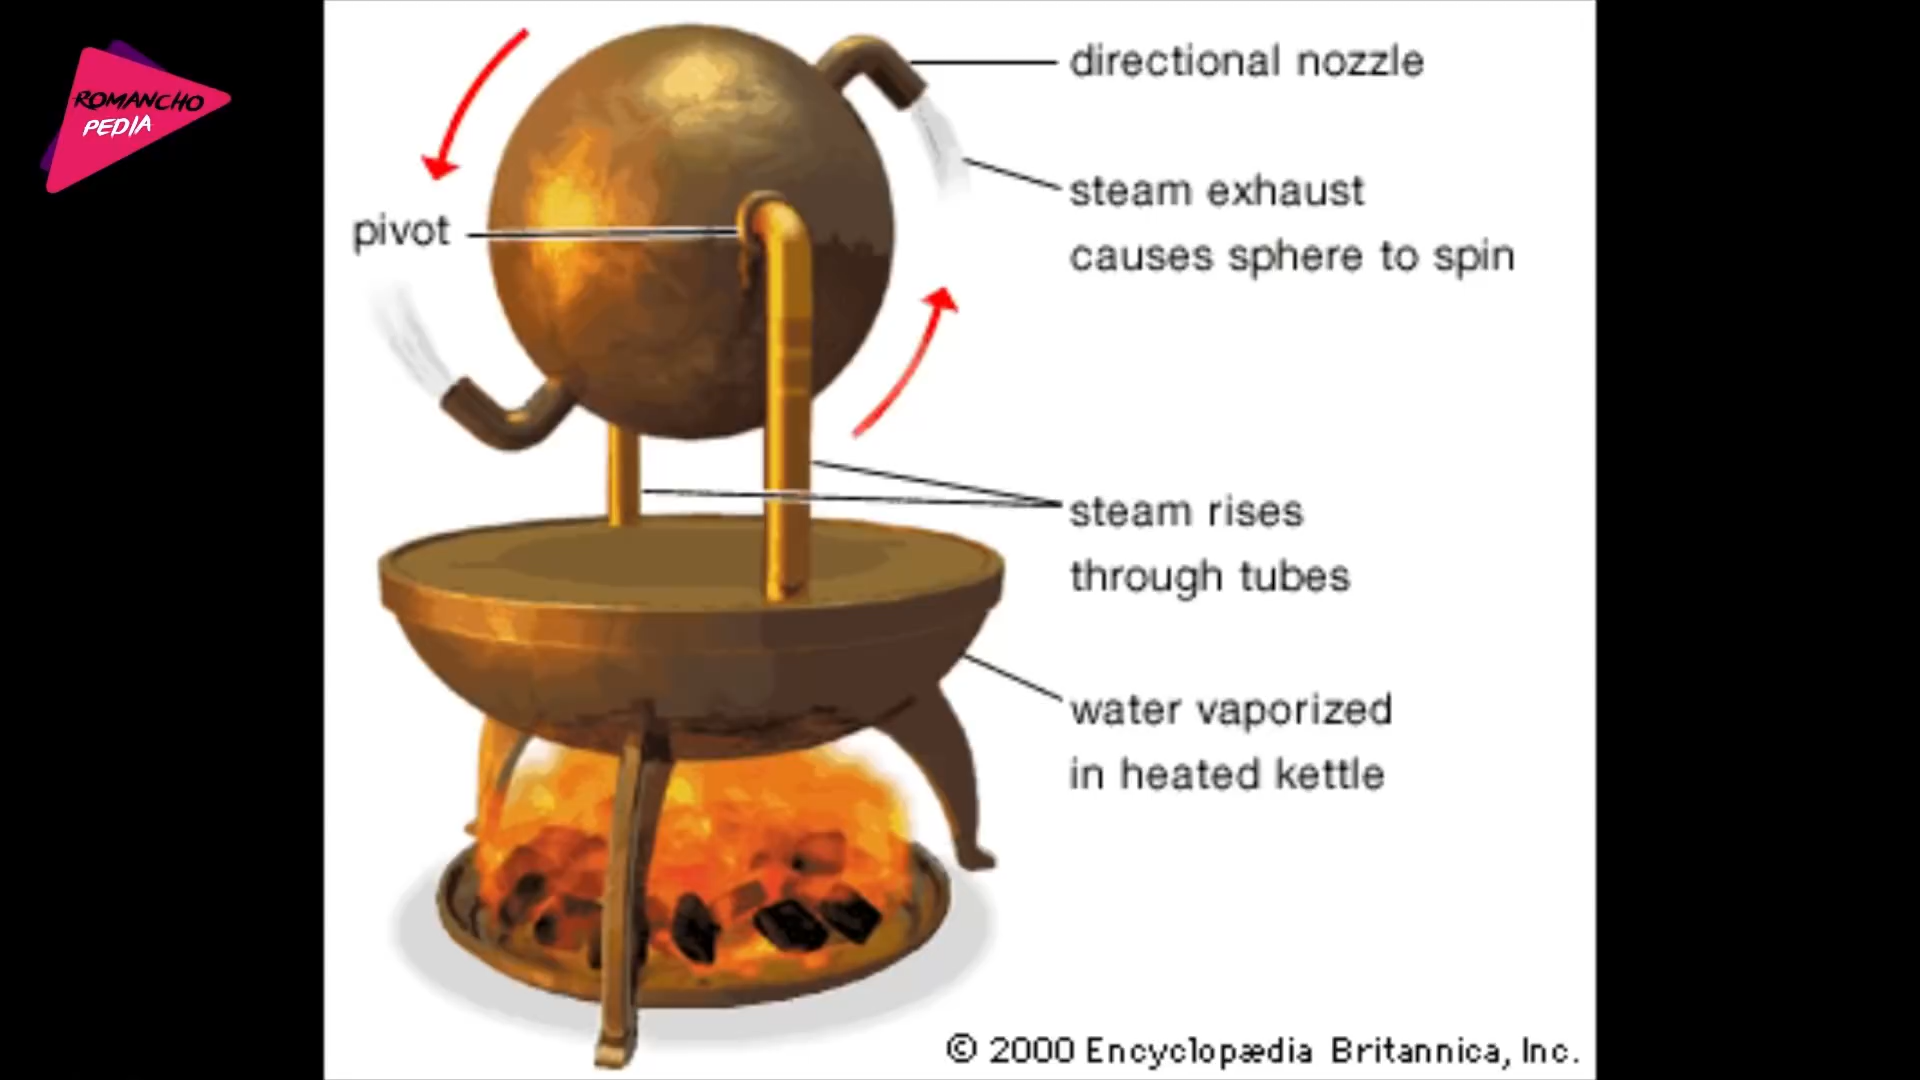 ROMANCHO
PEDIA
directional nozzle
steam exhaust
causes sphere to spin
pivot
steam rises
through tubes
water vaporized
in heated kettle
© 2000 Encyclopædia Britannica, Inc.